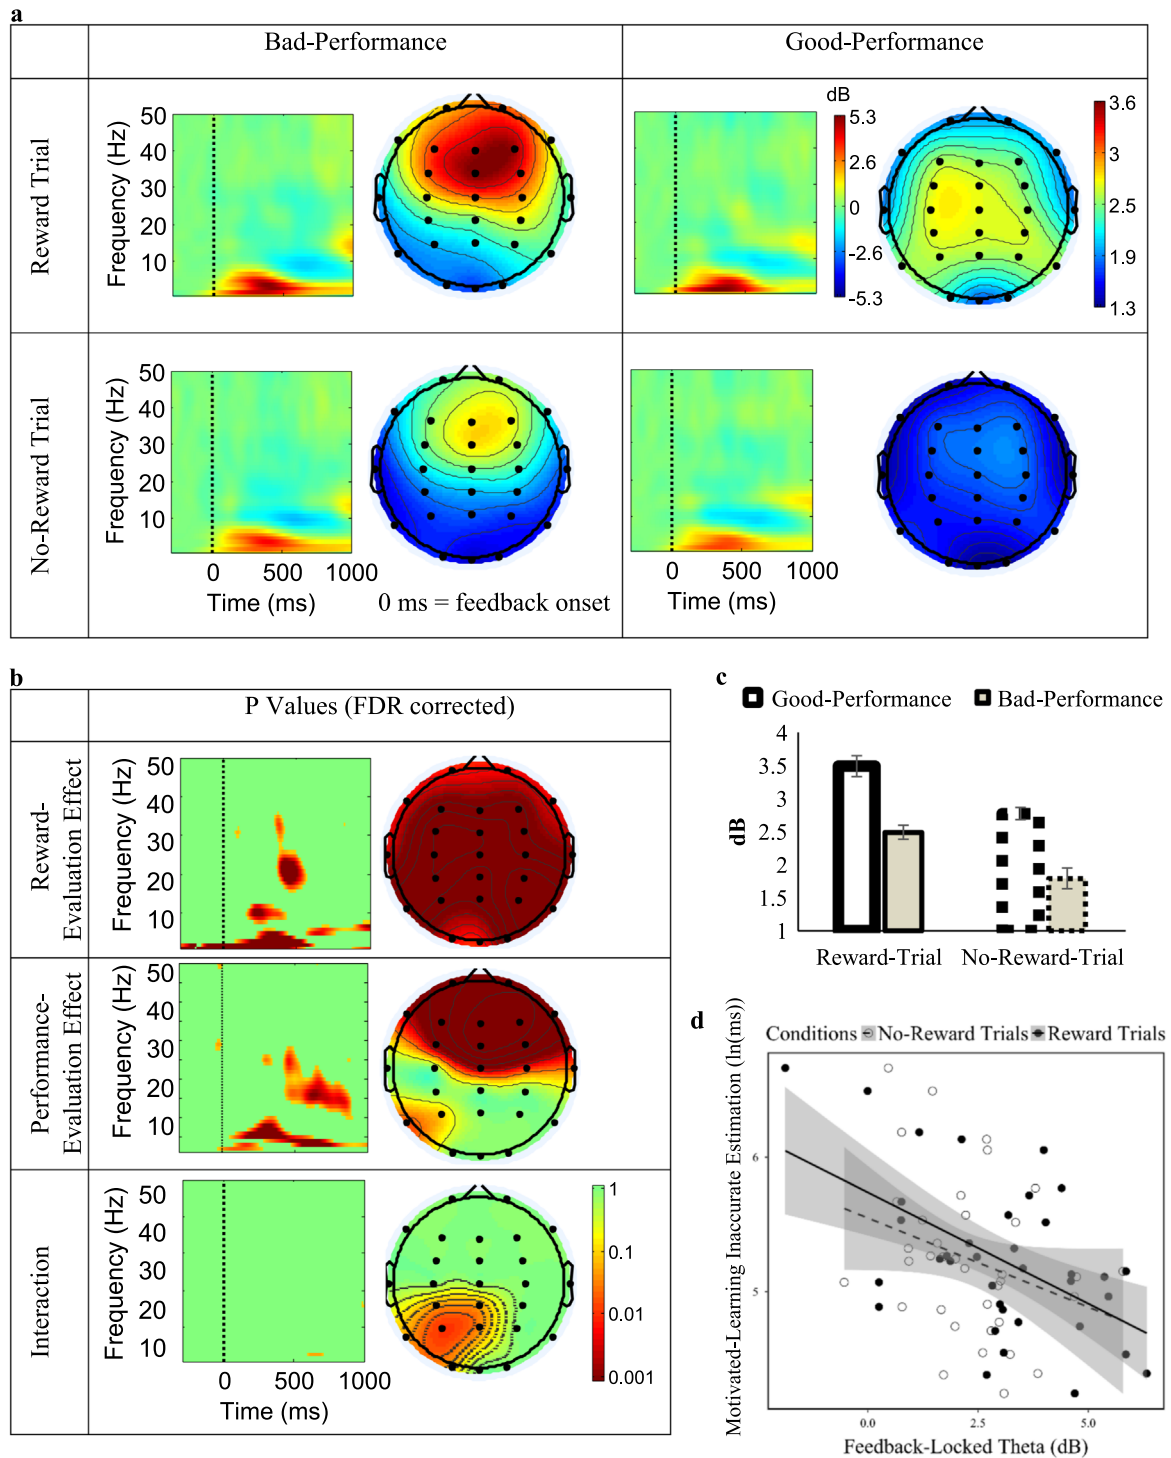 a
Bad-Performance
Good-Performance
Reward Trial
Frequency (Hz)
50
40
30
20
10
0
500
1000
dB
5.3
2.6
0
-2.6
-5.3
3.6
3
2.5
1.9
1.3
No-Reward Trial
Frequency (Hz)
50
40
30
20
10
0 500 1000
Time (ms)
0 ms = feedback onset
0 500 1000
Time (ms)
b
P Values (FDR corrected)
Reward-
Evaluation Effect
Frequency (Hz)
50
40
30
20
10
Performance-
Evaluation Effect
Frequency (Hz)
50
40
30
20
10
Interaction
Frequency (Hz)
50
40
30
20
10
0 500 1000
Time (ms)
1
0.1
0.01
0.001
c
Good-Performance Bad-Performance
dB
4
3.5
3
2.5
2
1.5
1
Reward-Trial No-Reward-Trial
d
Conditions No-Reward Trials Reward Trials
Motivated-Learning Inaccurate Estimation (ln(ms))
6
5
0.0 2.5 5.0
Feedback-Locked Theta (dB)